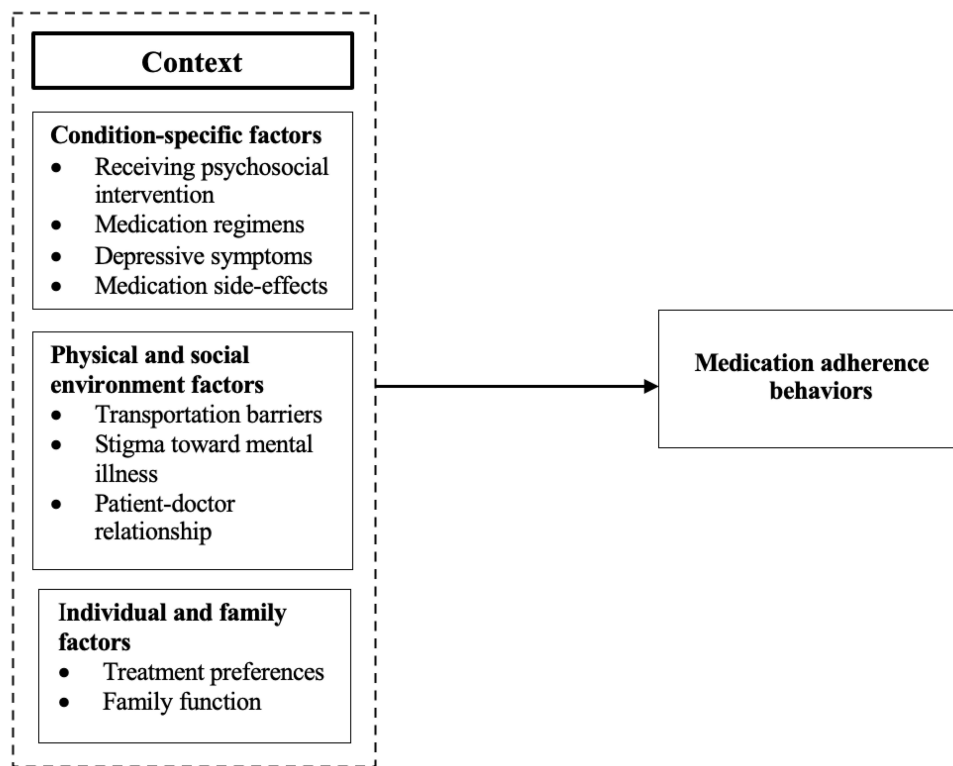 Context
Condition-specific factors
• Receiving psychosocial
intervention
• Medication regimens
• Depressive symptoms
• Medication side-effects
Physical and social
environment factors
• Transportation barriers
• Stigma toward mental
illness
• Patient-doctor
relationship
Individual and family
factors
• Treatment preferences
• Family function
Medication adherence
behaviors